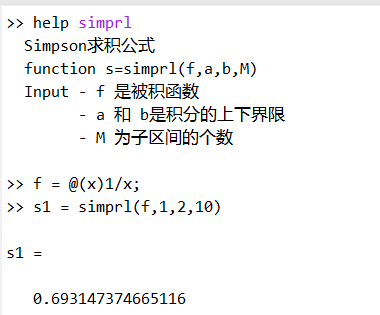 >> help simprl
Simpson求积公式
function s=simprl(f,a,b,M)
Input - f 是被积函数
- a 和 b是积分的上下界限
- M 为子区间的个数
>> f = @(x)1/x;
>> s1 = simprl(f,1,2,10)
s1 =
0.693147374665116